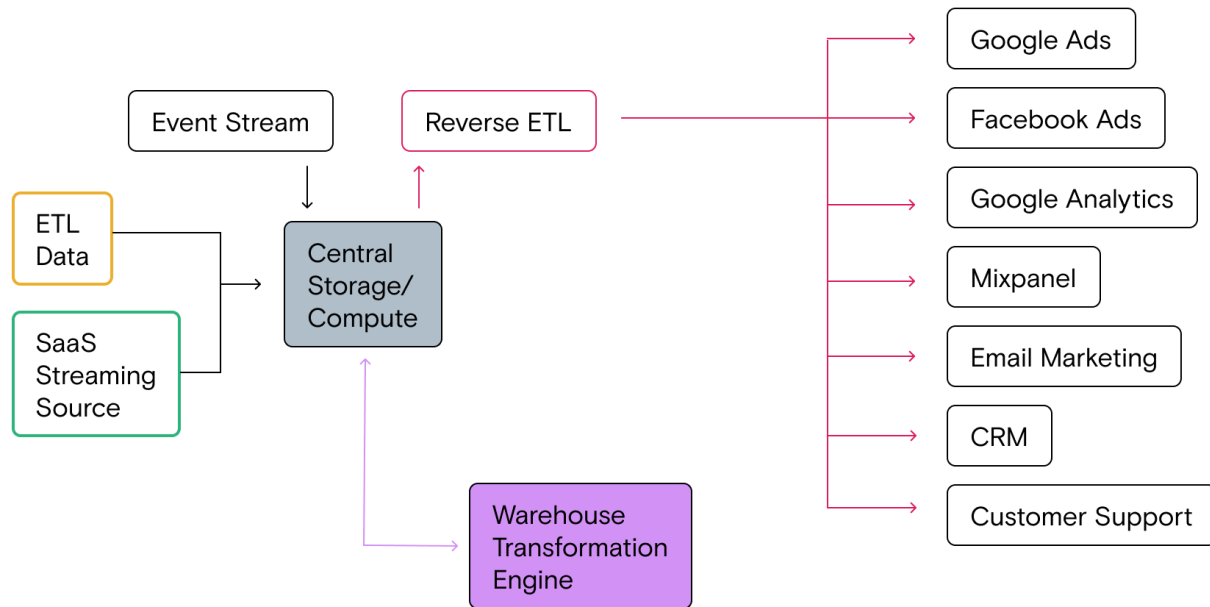 Google Ads
Event Stream
Reverse ETL
Facebook Ads
ETL
Data
Central
Storage/
Compute
Google Analytics
SaaS
Streaming
Source
Mixpanel
Email Marketing
CRM
Warehouse
Transformation
Engine
Customer Support